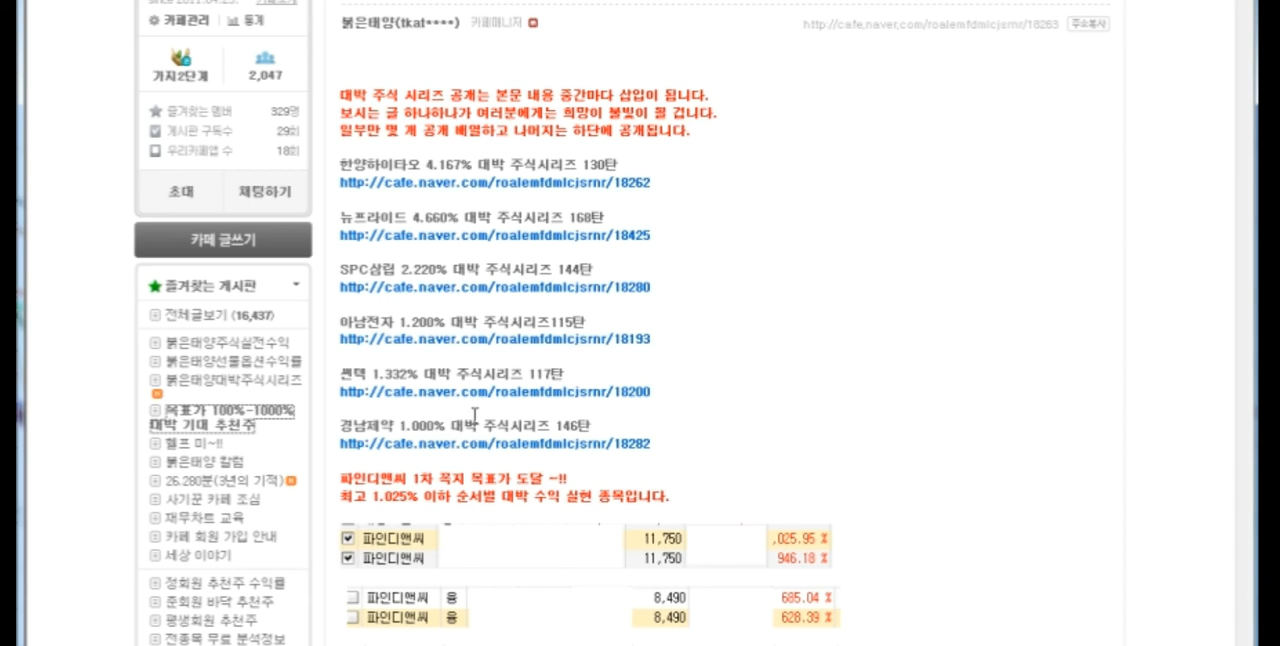 since 2011.04.23.
카페소개
카페관리
통계
가지2단계
2,047
즐겨찾는 멤버 329명
게시판 구독수 29회
우리카페앱 수 18회
초대
채팅하기
카페 글쓰기
즐겨찾는 게시판
전체글보기 (16,437)
붉은태양주식실전수익
붉은태양선물옵션수익률
붉은태양대박주식시리즈
목표가 100%-1000%
대박 기대 추천주
헬프 미~!!
붉은태양 칼럼
26.280분(3년의 기적)
사기꾼 카페 조심
재무차트 교육
카페 회원 가입 안내
세상 이야기
정회원 추천주 수익률
준회원 바닥 추천주
평생회원 추천주
전종목 무료 분석정보
붉은태양(tkat****) 카페매니저
http://cafe.naver.com/roalemfdmlcjsrnr/18263 주소복사
대박 주식 시리즈 공개는 본문 내용 중간마다 삽입이 됩니다.
보시는 글 하나하나가 여러분에게는 희망이 불빛이 될 겁니다.
일부만 몇 개 공개 배열하고 나머지는 하단에 공개됩니다.
한양하이타오 4.167% 대박 주식시리즈 130탄
http://cafe.naver.com/roalemfdmlcjsrnr/18262
뉴프라이드 4.660% 대박 주식시리즈 168탄
http://cafe.naver.com/roalemfdmlcjsrnr/18425
SPC삼립 2.220% 대박 주식시리즈 144탄
http://cafe.naver.com/roalemfdmlcjsrnr/18280
아남전자 1.200% 대박 주식시리즈115탄
http://cafe.naver.com/roalemfdmlcjsrnr/18193
쎈텍 1.332% 대박 주식시리즈 117탄
http://cafe.naver.com/roalemfdmlcjsrnr/18200
경남제약 1.000% 대박 주식시리즈 146탄
http://cafe.naver.com/roalemfdmlcjsrnr/18282
파인디앤씨 1차 꼭지 목표가 도달 ~!!
최고 1.025% 이하 순서별 대박 수익 실현 종목입니다.
파인디앤씨 11,750 ,025.95 %
파인디앤씨 11,750 946.18 %
파인디앤씨 융 8,490 685.04 %
파인디앤씨 융 8,490 628.39 %